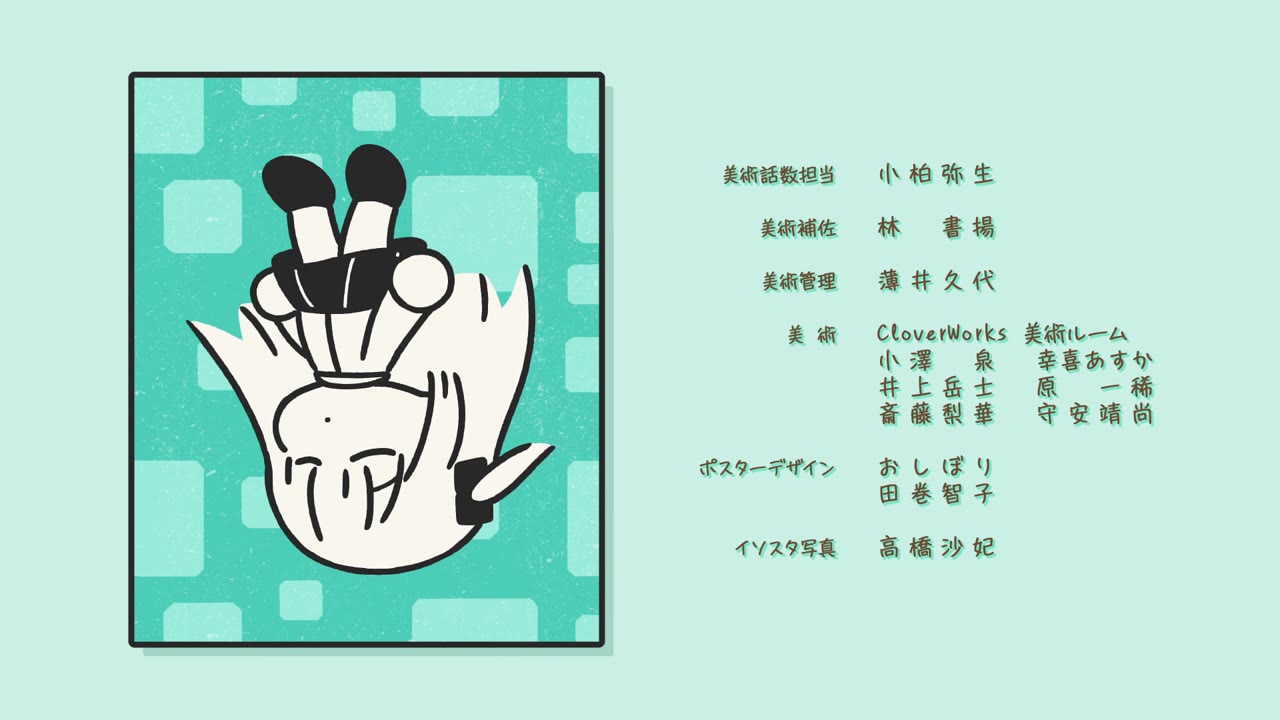 美術話数担当 小柏弥生
美術補佐 林 書揚
美術管理 薄井久代
美 術 CloverWorks 美術ルーム
小澤 泉 幸喜あすか
井上岳士 原 一稀
斎藤梨華 守安靖尚
ポスターデザイン おしぼり
田巻智子
イソスタ写真 高橋沙妃